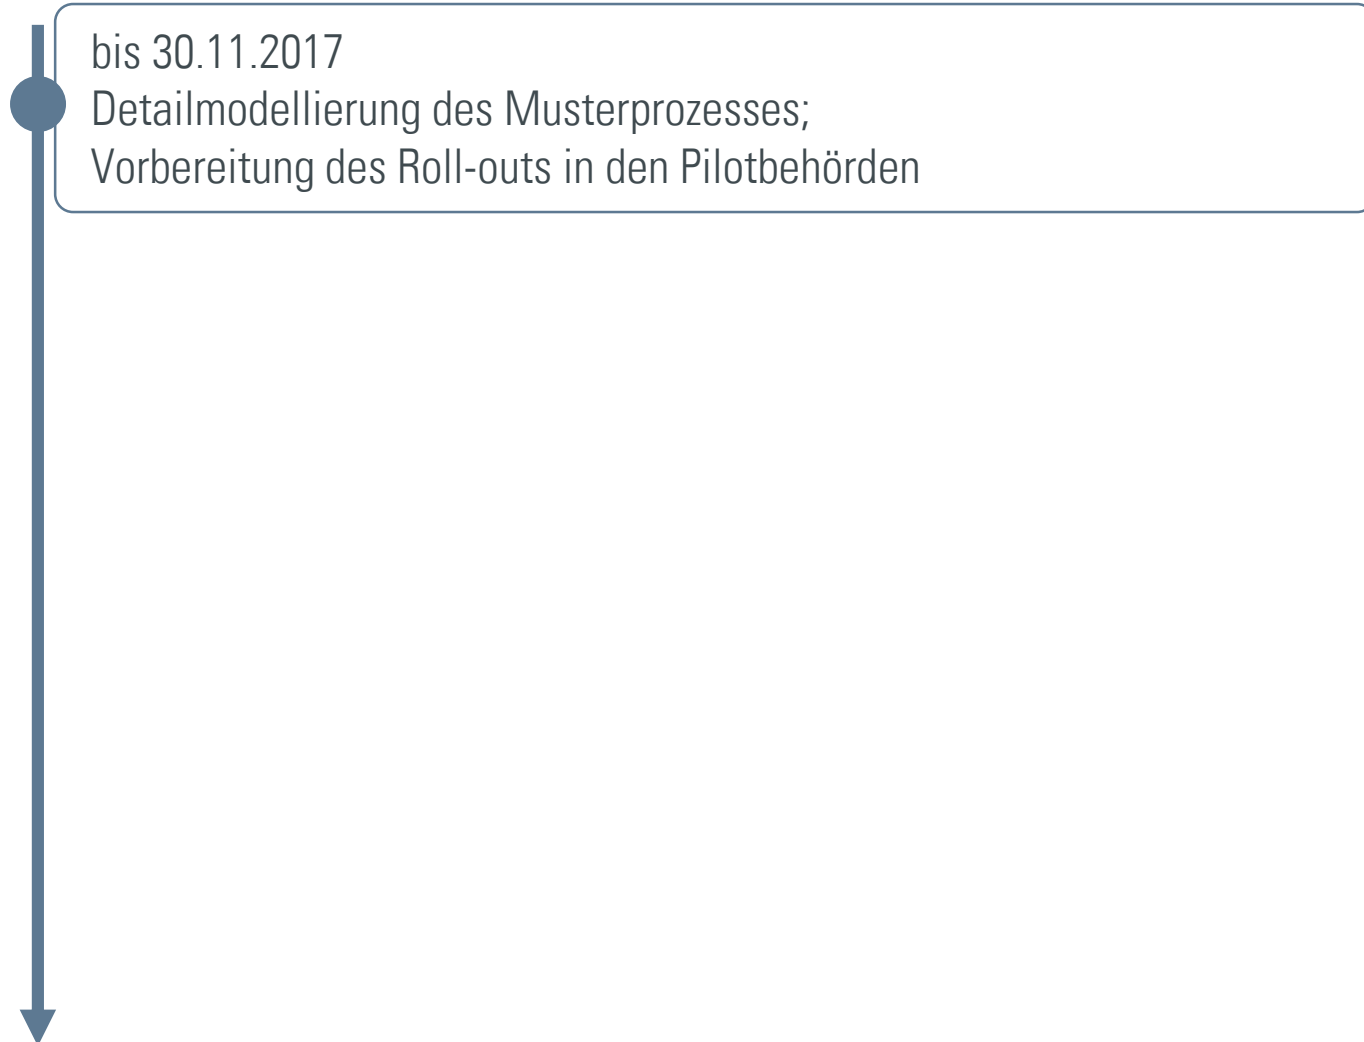 bis 30.11.2017
Detailmodellierung des Musterprozesses;
Vorbereitung des Roll-outs in den Pilotbehörden